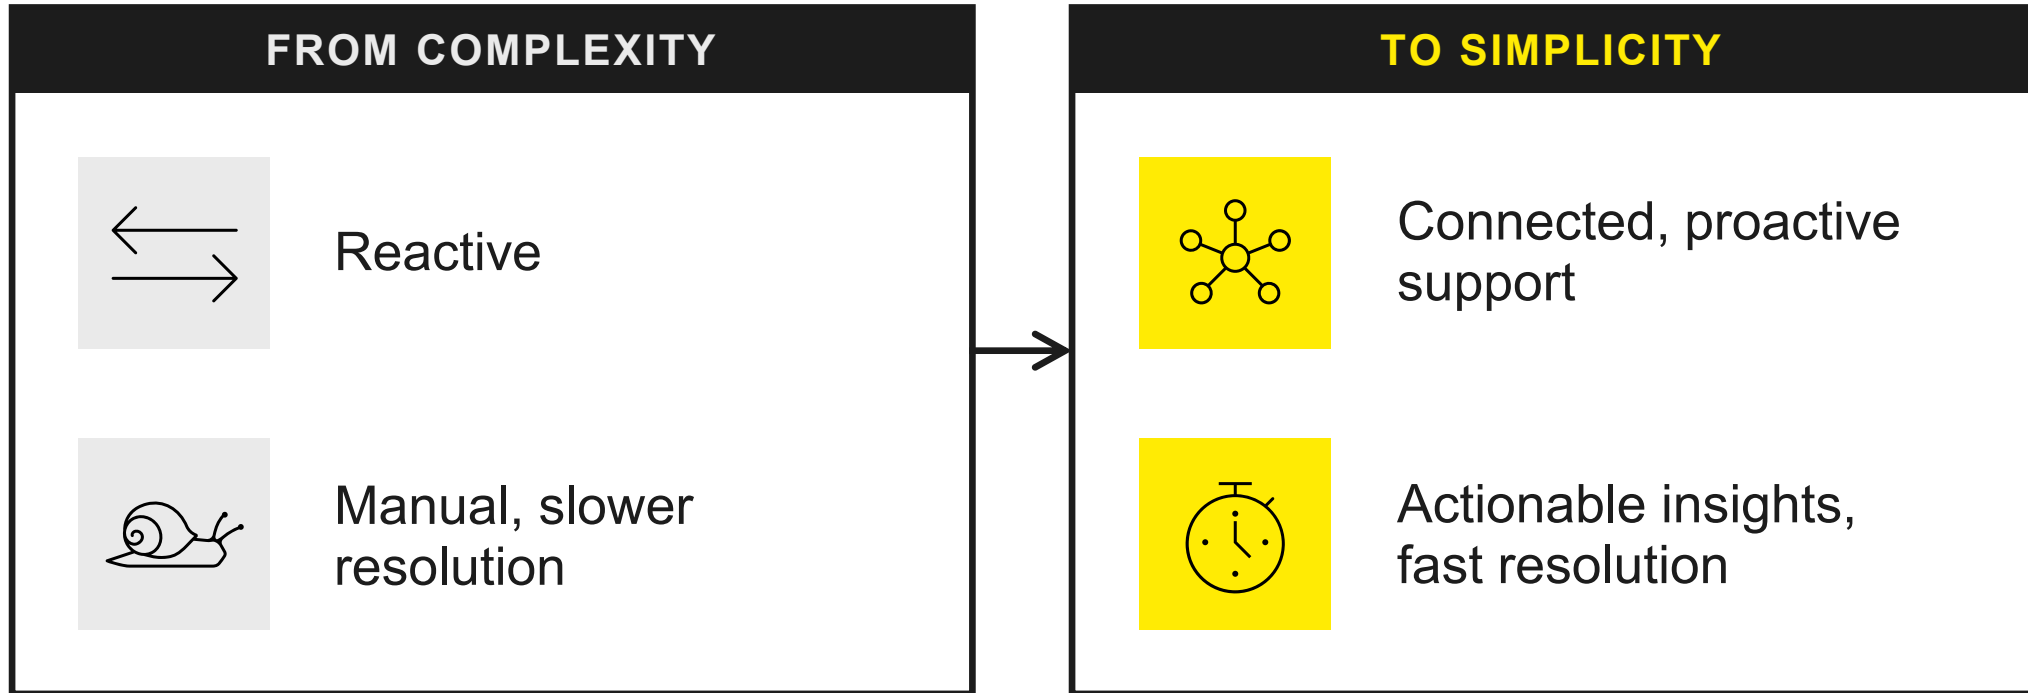 FROM COMPLEXITY
Reactive
Manual, slower
resolution
TO SIMPLICITY
Connected, proactive
support
Actionable insights,
fast resolution